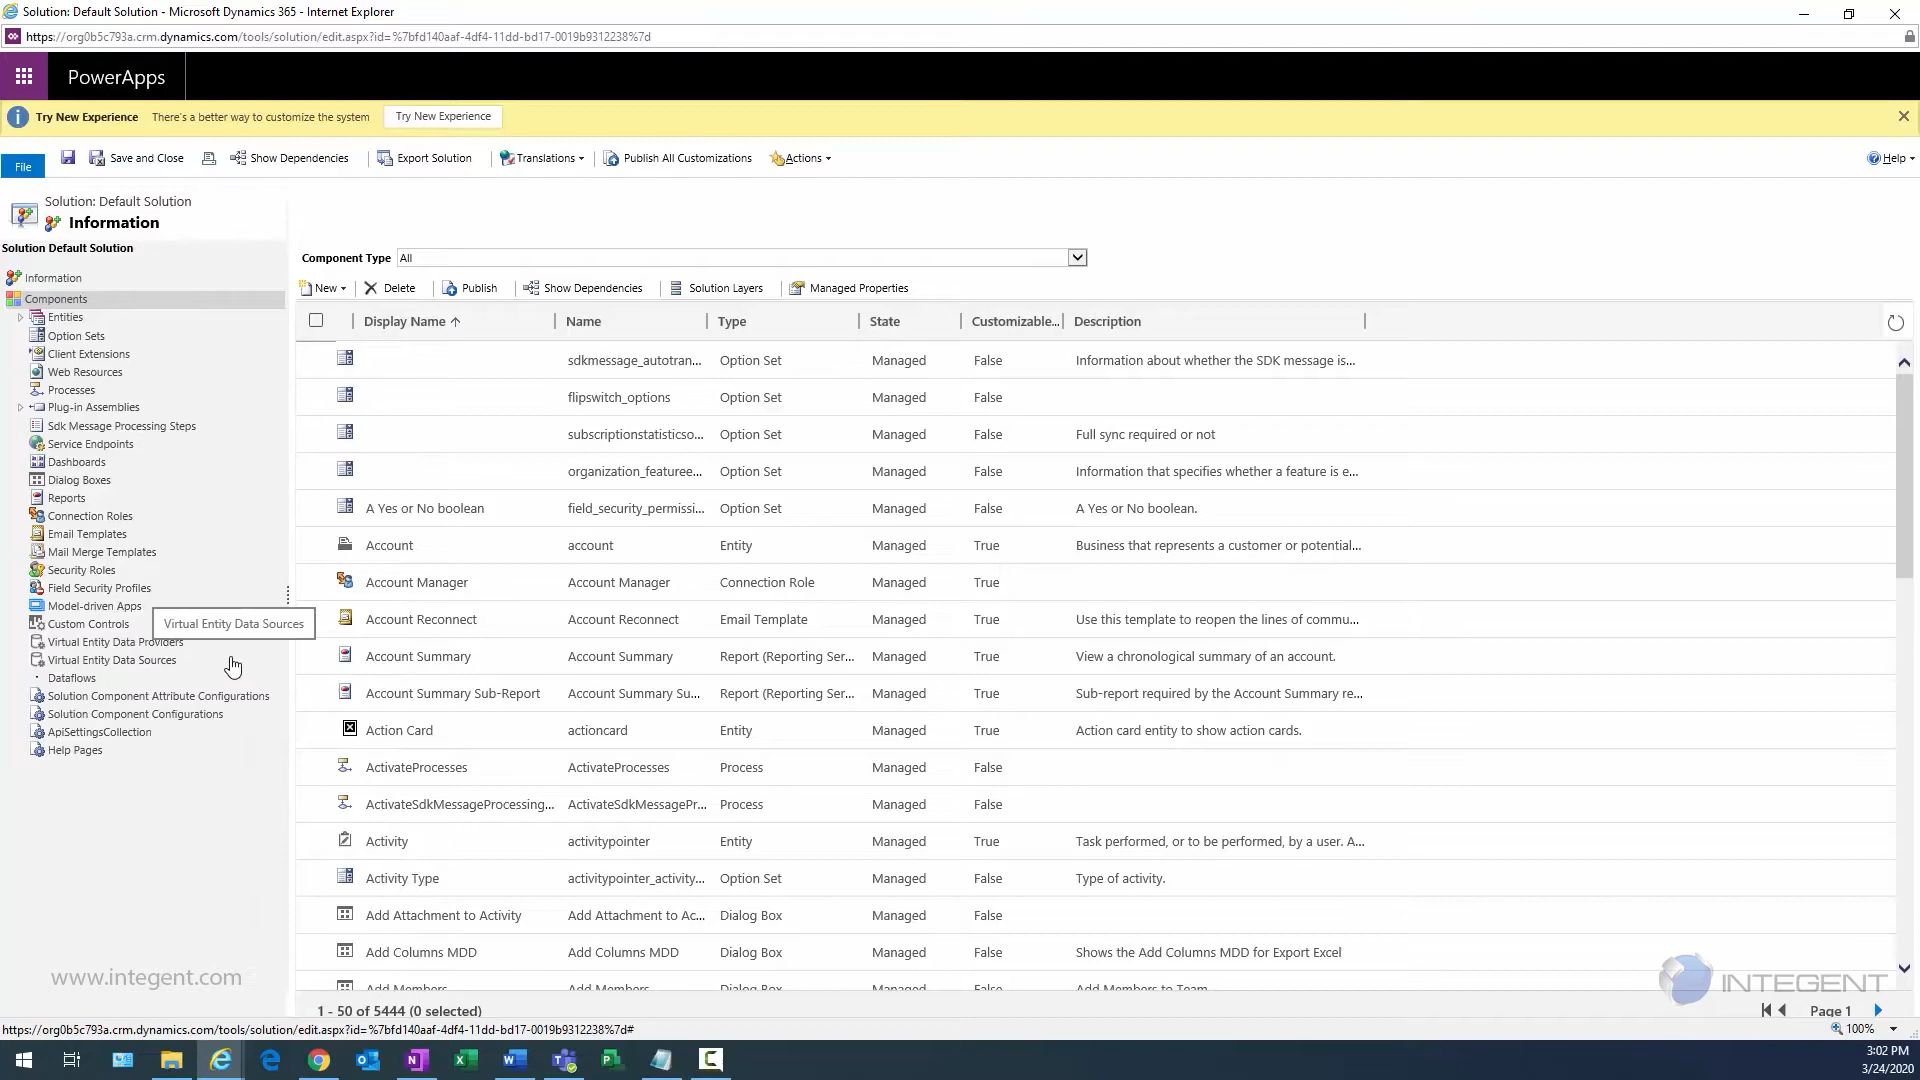 Solution: Default Solution - Microsoft Dynamics 365 - Internet Explorer
https://org0b5c793a.crm.dynamics.com/tools/solution/edit.aspx?id=%7bfd140aaf-4df4-11dd-bd17-0019b9312238%7d
PowerApps
Try New Experience There's a better way to customize the system Try New Experience
File Save and Close Show Dependencies Export Solution Translations Publish All Customizations Actions Help
Solution: Default Solution
Information
Solution Default Solution
Information
Components
Entities
Option Sets
Client Extensions
Web Resources
Processes
Plug-in Assemblies
Sdk Message Processing Steps
Service Endpoints
Dashboards
Dialog Boxes
Reports
Connection Roles
Email Templates
Mail Merge Templates
Security Roles
Field Security Profiles
Model-driven Apps
Custom Controls
Virtual Entity Data Sources
Virtual Entity Data Providers
Virtual Entity Data Sources
Dataflows
Solution Component Attribute Configurations
Solution Component Configurations
ApiSettingsCollection
Help Pages
Component Type All
New Delete Publish Show Dependencies Solution Layers Managed Properties
Display Name Name Type State Customizable... Description
sdkmessage_autotran... Option Set Managed False Information about whether the SDK message is...
flipswitch_options Option Set Managed False
subscriptionstatisticso... Option Set Managed False Full sync required or not
organization_featuree... Option Set Managed False Information that specifies whether a feature is e...
A Yes or No boolean field_security_permissi... Option Set Managed False A Yes or No boolean.
Account account Entity Managed True Business that represents a customer or potential...
Account Manager Account Manager Connection Role Managed True
Account Reconnect Account Reconnect Email Template Managed True Use this template to reopen the lines of commu...
Account Summary Account Summary Report (Reporting Ser... Managed True View a chronological summary of an account.
Account Summary Sub-Report Account Summary Su... Report (Reporting Ser... Managed True Sub-report required by the Account Summary re...
Action Card actioncard Entity Managed True Action card entity to show action cards.
ActivateProcesses ActivateProcesses Process Managed False
ActivateSdkMessageProcessing... ActivateSdkMessagePr... Process Managed False
Activity activitypointer Entity Managed True Task performed, or to be performed, by a user. A...
Activity Type activitypointer_activity... Option Set Managed False Type of activity.
Add Attachment to Activity Add Attachment to Ac... Dialog Box Managed False
Add Columns MDD Add Columns MDD Dialog Box Managed False Shows the Add Columns MDD for Export Excel
Add Members Add Members Dialog Box Managed False Add Members to Team
www.integent.com
INTEGENT
1 - 50 of 5444 (0 selected) Page 1
https://org0b5c793a.crm.dynamics.com/tools/solution/edit.aspx?id=%7bfd140aaf-4df4-11dd-bd17-0019b9312238%7d#
100%
3:02 PM
3/24/2020